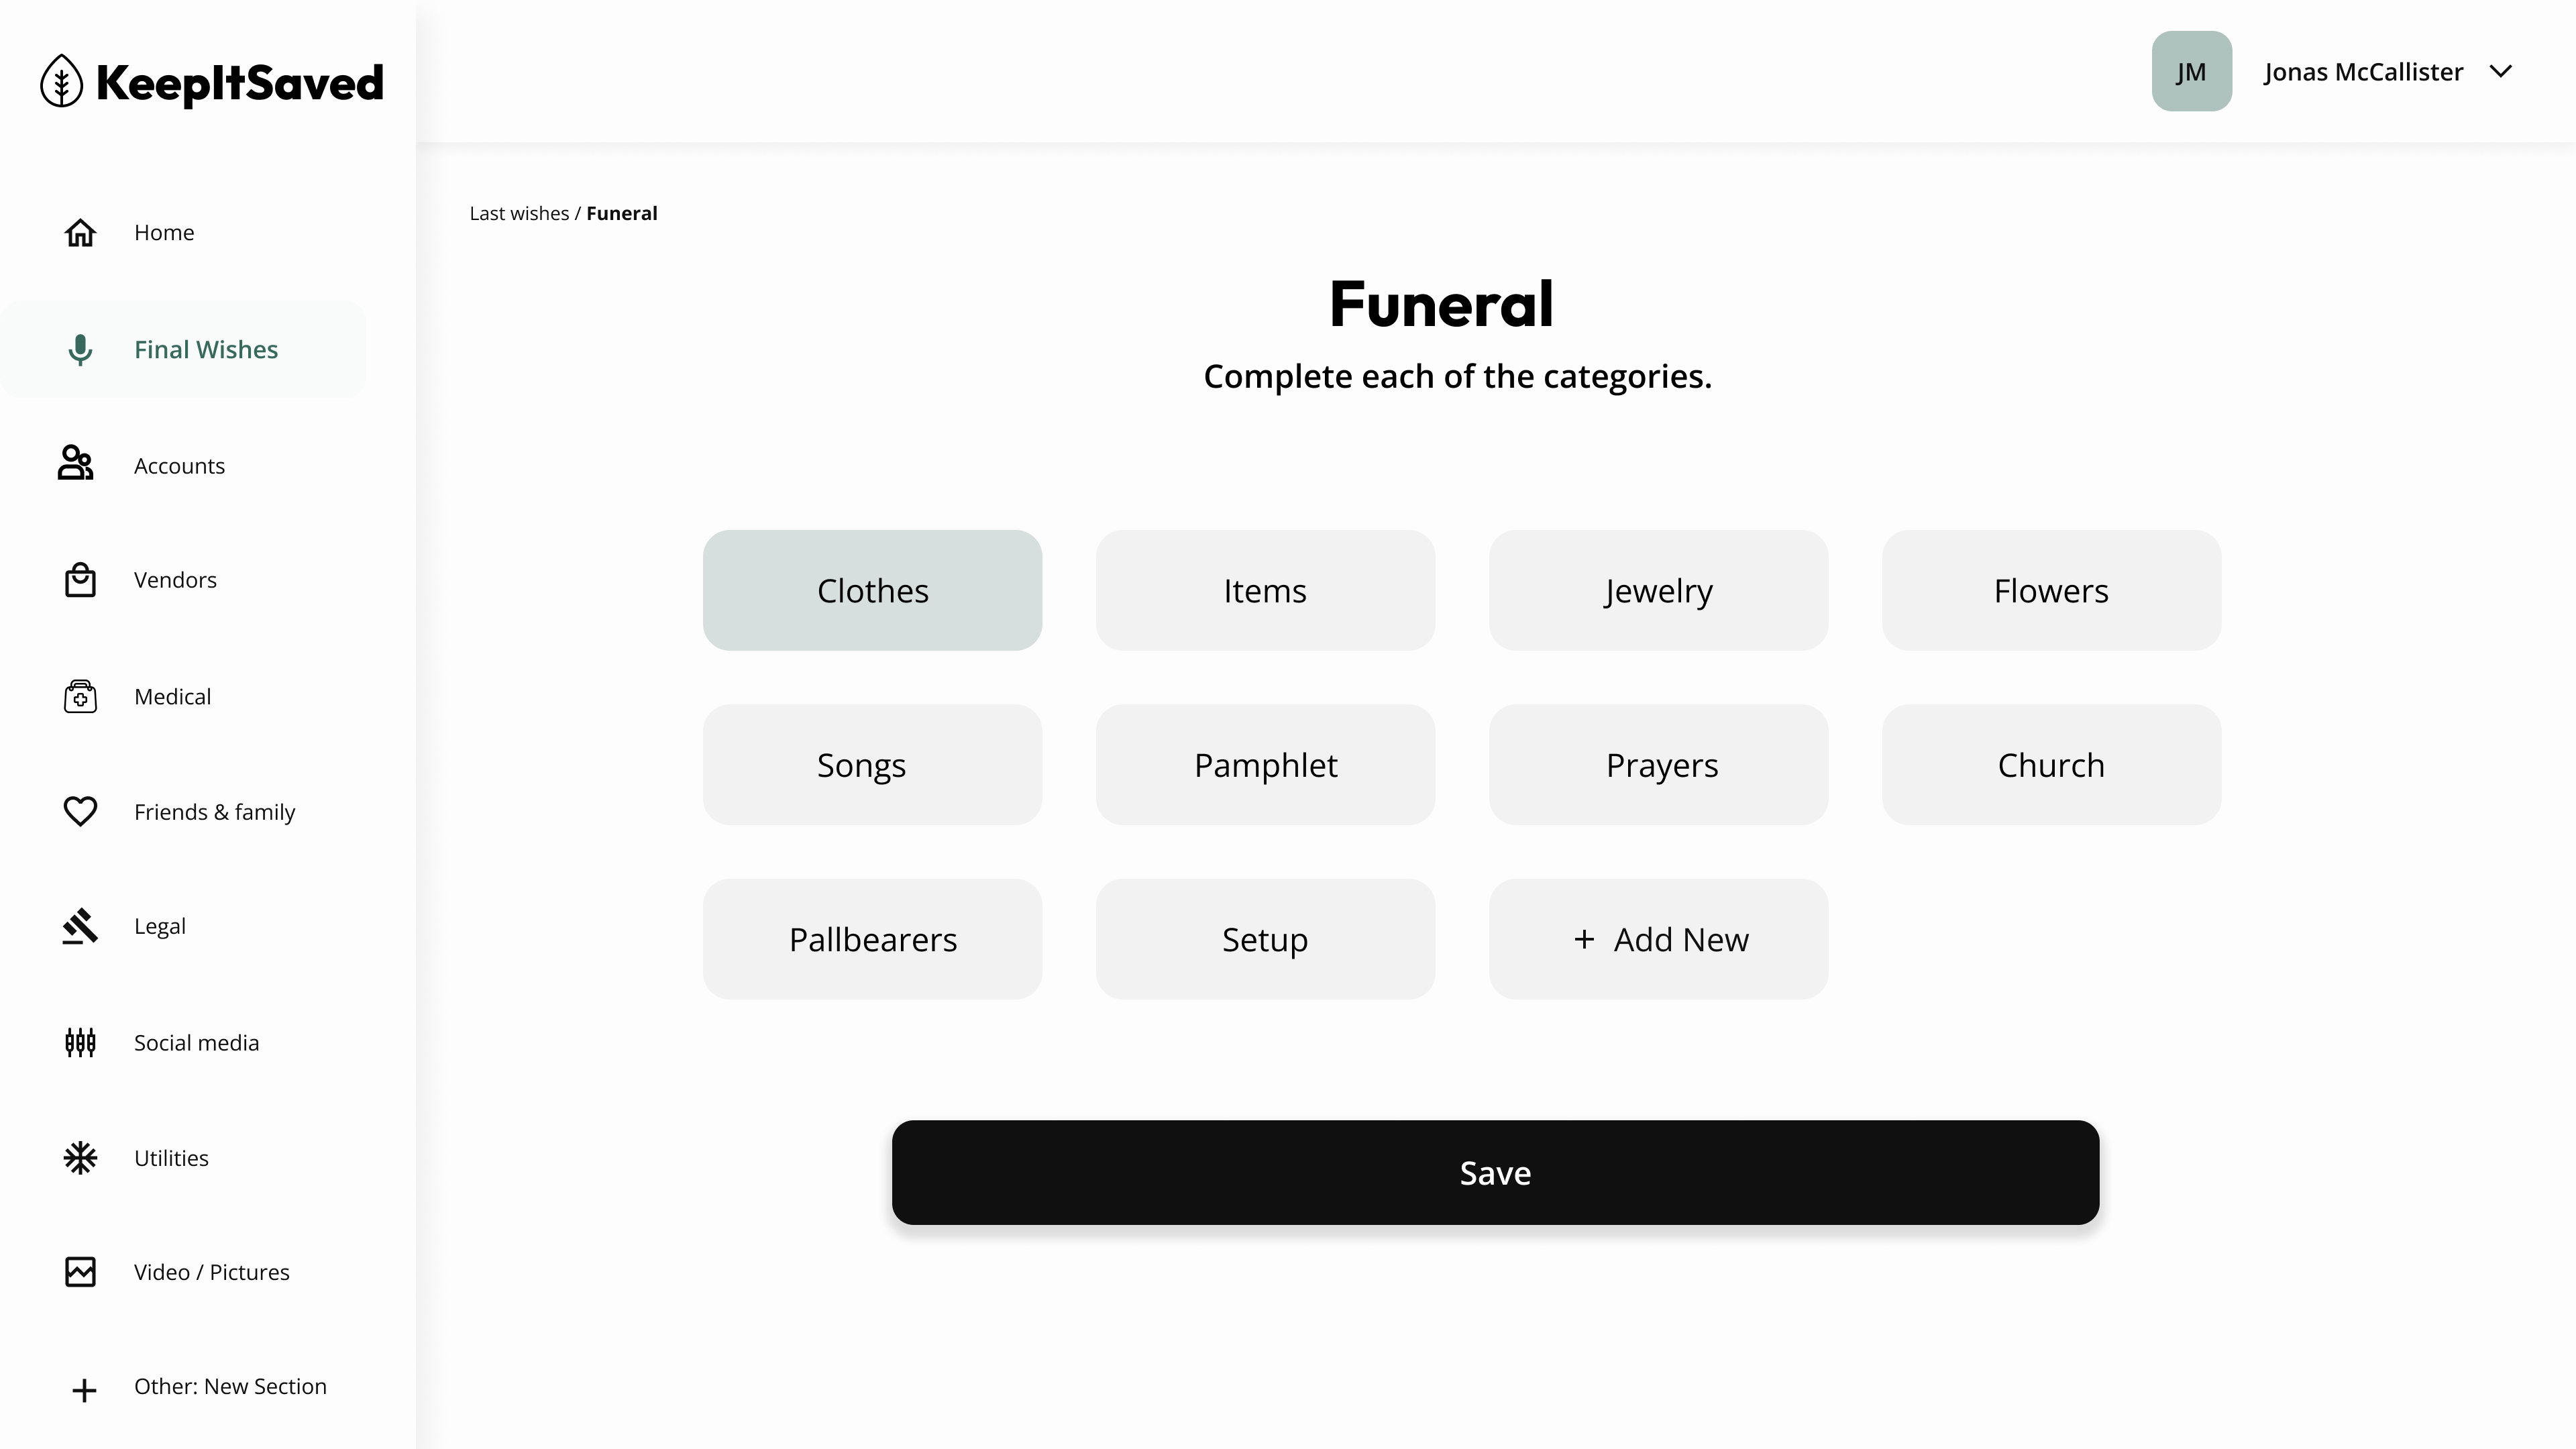 KeepItSaved
JM
Jonas McCallister
Home
Final Wishes
Accounts
Vendors
Medical
Friends & family
Legal
Social media
Utilities
Video / Pictures
Other: New Section
Last wishes / Funeral
Funeral
Complete each of the categories.
Clothes
Items
Jewelry
Flowers
Songs
Pamphlet
Prayers
Church
Pallbearers
Setup
+ Add New
Save